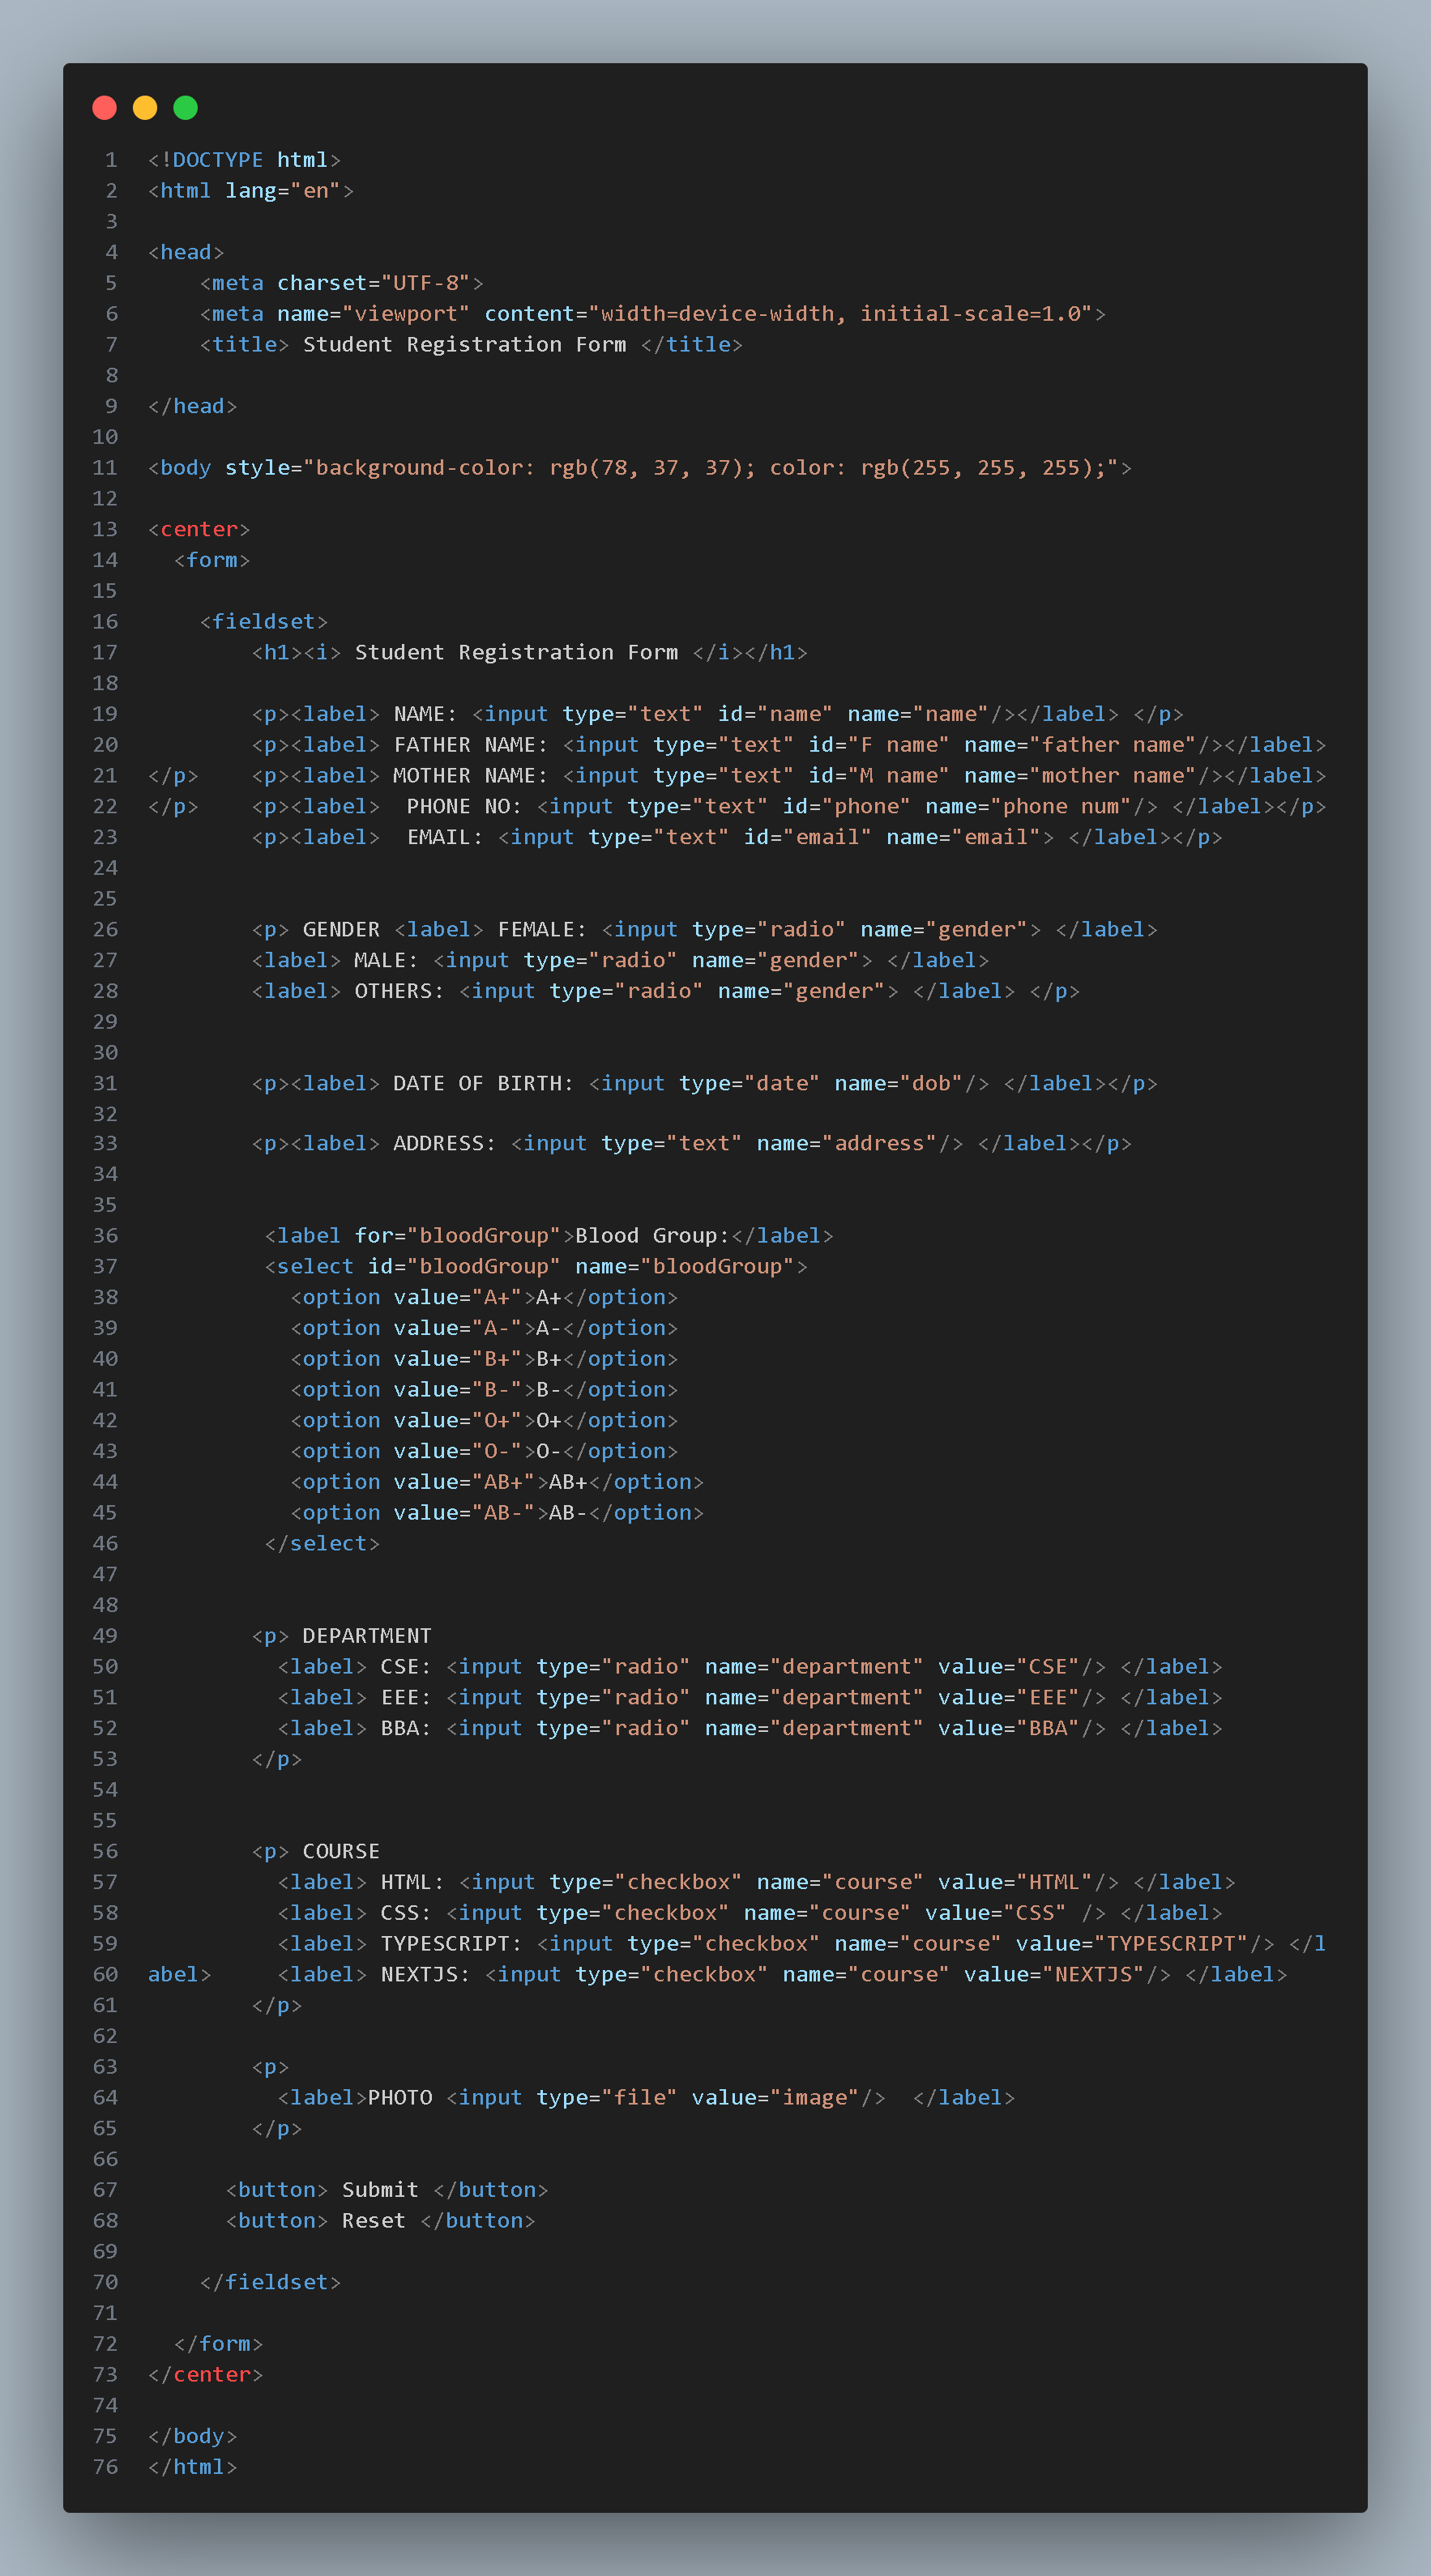 1 <!DOCTYPE html>
2 <html lang="en">
3
4 <head>
5     <meta charset="UTF-8">
6     <meta name="viewport" content="width=device-width, initial-scale=1.0">
7     <title> Student Registration Form </title>
8
9 </head>
10
11 <body style="background-color: rgb(78, 37, 37); color: rgb(255, 255, 255);">
12
13 <center>
14   <form>
15
16     <fieldset>
17         <h1><i> Student Registration Form </i></h1>
18
19         <p><label> NAME: <input type="text" id="name" name="name"/></label> </p>
20         <p><label> FATHER NAME: <input type="text" id="F name" name="father name"/></label>
21 </p>    <p><label> MOTHER NAME: <input type="text" id="M name" name="mother name"/></label>
22 </p>    <p><label>  PHONE NO: <input type="text" id="phone" name="phone num"/> </label></p>
23         <p><label>  EMAIL: <input type="text" id="email" name="email"> </label></p>
24
25
26         <p> GENDER <label> FEMALE: <input type="radio" name="gender"> </label>
27         <label> MALE: <input type="radio" name="gender"> </label>
28         <label> OTHERS: <input type="radio" name="gender"> </label> </p>
29
30
31         <p><label> DATE OF BIRTH: <input type="date" name="dob"/> </label></p>
32
33         <p><label> ADDRESS: <input type="text" name="address"/> </label></p>
34
35
36          <label for="bloodGroup">Blood Group:</label>
37          <select id="bloodGroup" name="bloodGroup">
38            <option value="A+">A+</option>
39            <option value="A-">A-</option>
40            <option value="B+">B+</option>
41            <option value="B-">B-</option>
42            <option value="O+">O+</option>
43            <option value="O-">O-</option>
44            <option value="AB+">AB+</option>
45            <option value="AB-">AB-</option>
46          </select>
47
48
49         <p> DEPARTMENT
50           <label> CSE: <input type="radio" name="department" value="CSE"/> </label>
51           <label> EEE: <input type="radio" name="department" value="EEE"/> </label>
52           <label> BBA: <input type="radio" name="department" value="BBA"/> </label>
53         </p>
54
55
56         <p> COURSE
57           <label> HTML: <input type="checkbox" name="course" value="HTML"/> </label>
58           <label> CSS: <input type="checkbox" name="course" value="CSS" /> </label>
59           <label> TYPESCRIPT: <input type="checkbox" name="course" value="TYPESCRIPT"/> </l
60 abel>     <label> NEXTJS: <input type="checkbox" name="course" value="NEXTJS"/> </label>
61         </p>
62
63         <p>
64           <label>PHOTO <input type="file" value="image"/>  </label>
65         </p>
66
67       <button> Submit </button>
68       <button> Reset </button>
69
70     </fieldset>
71
72   </form>
73 </center>
74
75 </body>
76 </html>